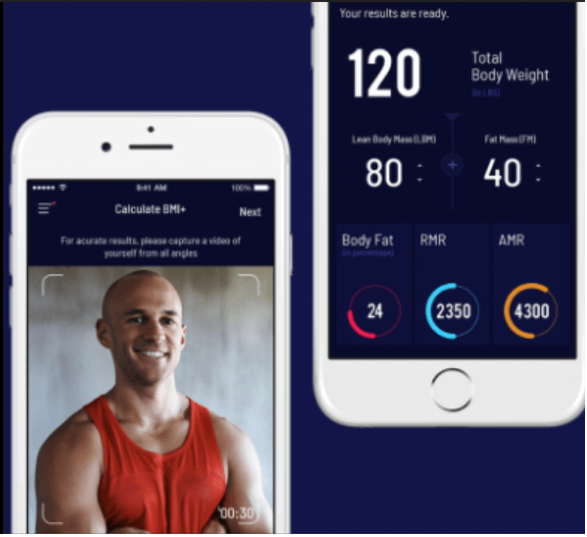 9:41 AM
100%
Calculate BMI+
Next
For acurate results, please capture a video of
yourself from all angles
00:30
Your results are ready.
120
Total
Body Weight
(in LBS)
Lean Body Mass (LBM)
Fat Mass (FM)
80
+
40
Body Fat
(in percentage)
RMR
AMR
24
2350
4300